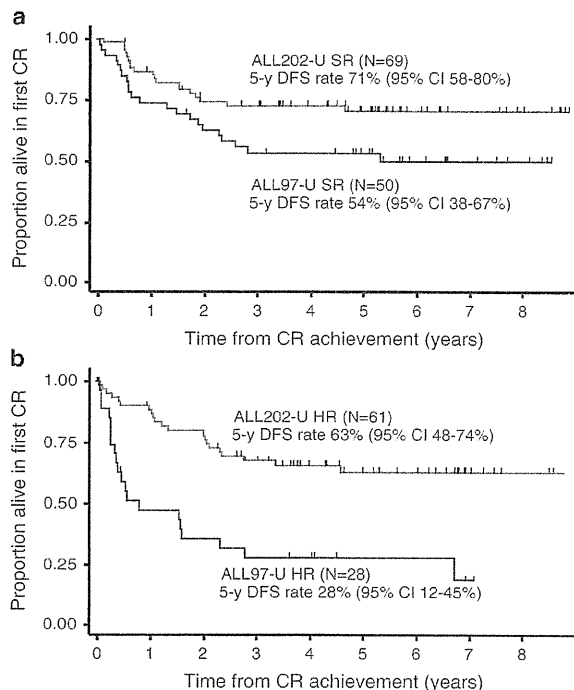 a
1.00
0.75
0.50
0.25
0.00
Proportion alive in first CR
ALL202-U SR (N=69)
5-y DFS rate 71% (95% CI 58-80%)
ALL97-U SR (N=50)
5-y DFS rate 54% (95% CI 38-67%)
0 1 2 3 4 5 6 7 8
Time from CR achievement (years)
b
1.00
0.75
0.50
0.25
0.00
Proportion alive in first CR
ALL202-U HR (N=61)
5-y DFS rate 63% (95% CI 48-74%)
ALL97-U HR (N=28)
5-y DFS rate 28% (95% CI 12-45%)
0 1 2 3 4 5 6 7 8
Time from CR achievement (years)